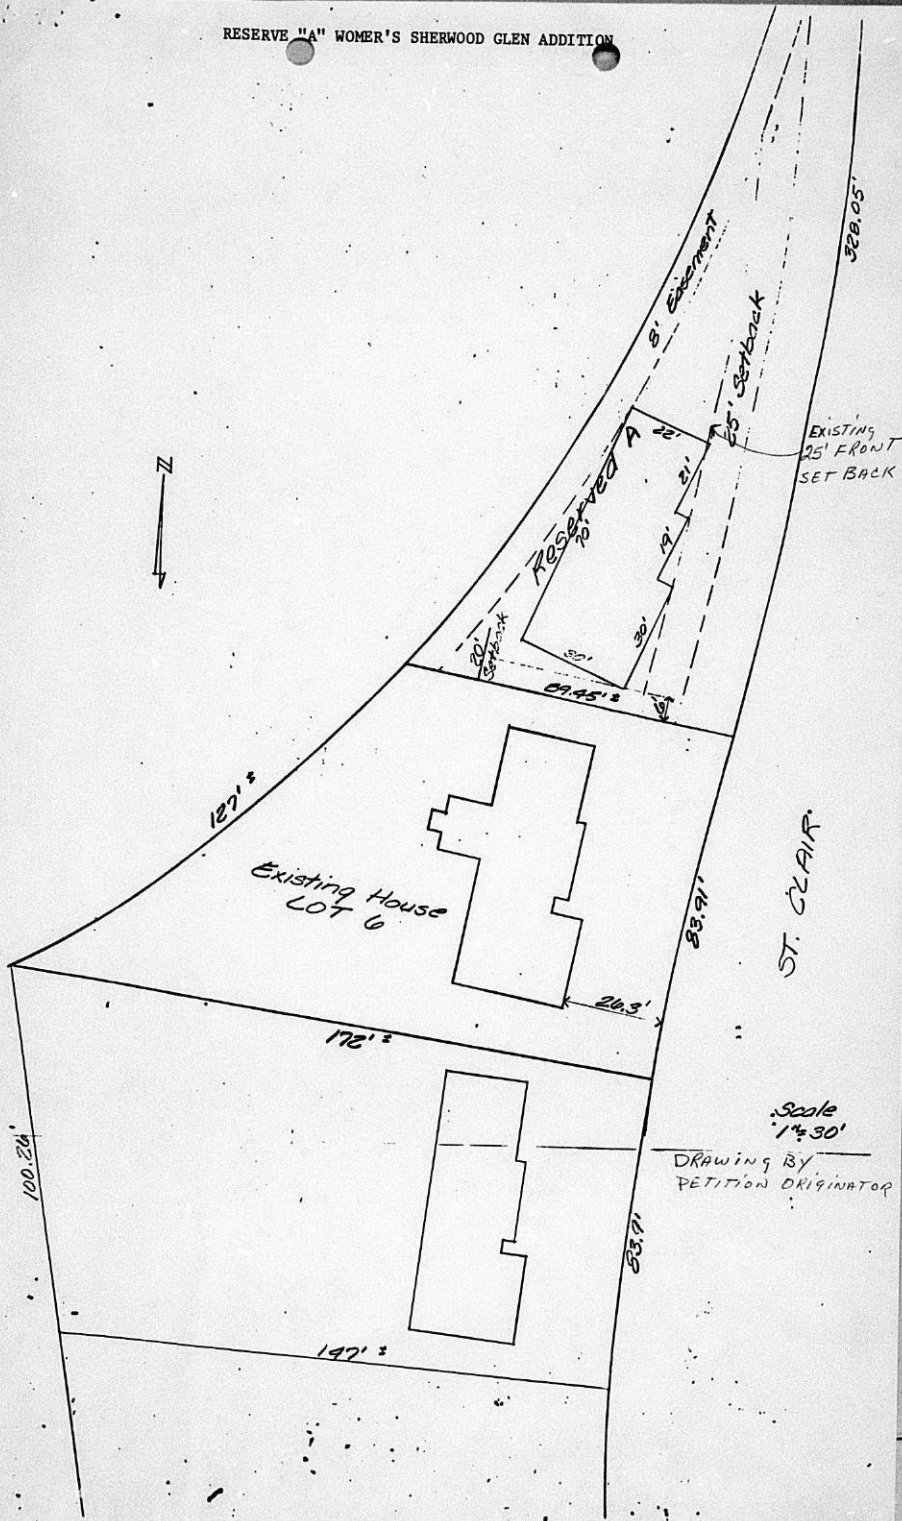 RESERVE "A" WOMER'S SHERWOOD GLEN ADDITION
328.05'
8' Easement
25' Setback
EXISTING
25' FRONT
SET BACK
22'
21'
Reserved A
70'
19'
30'
30'
20'
Setback
89.45' ±
6'
N
127' ±
Existing House
LOT 6
83.91'
ST. CLAIR
26.3'
172' ±
Scale
1"=30'
DRAWING BY
PETITION ORIGINATOR
100.26'
83.91'
147' ±